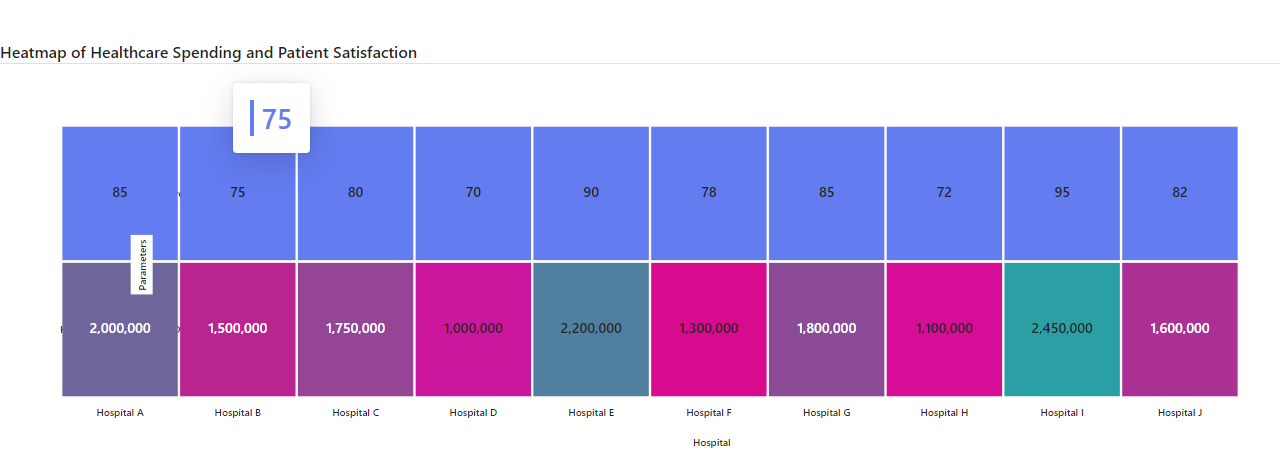 Heatmap of Healthcare Spending and Patient Satisfaction
75
85 75 80 70 90 78 85 72 95 82
Parameters
2,000,000 1,500,000 1,750,000 1,000,000 2,200,000 1,300,000 1,800,000 1,100,000 2,450,000 1,600,000
Hospital A Hospital B Hospital C Hospital D Hospital E Hospital F Hospital G Hospital H Hospital I Hospital J
Hospital